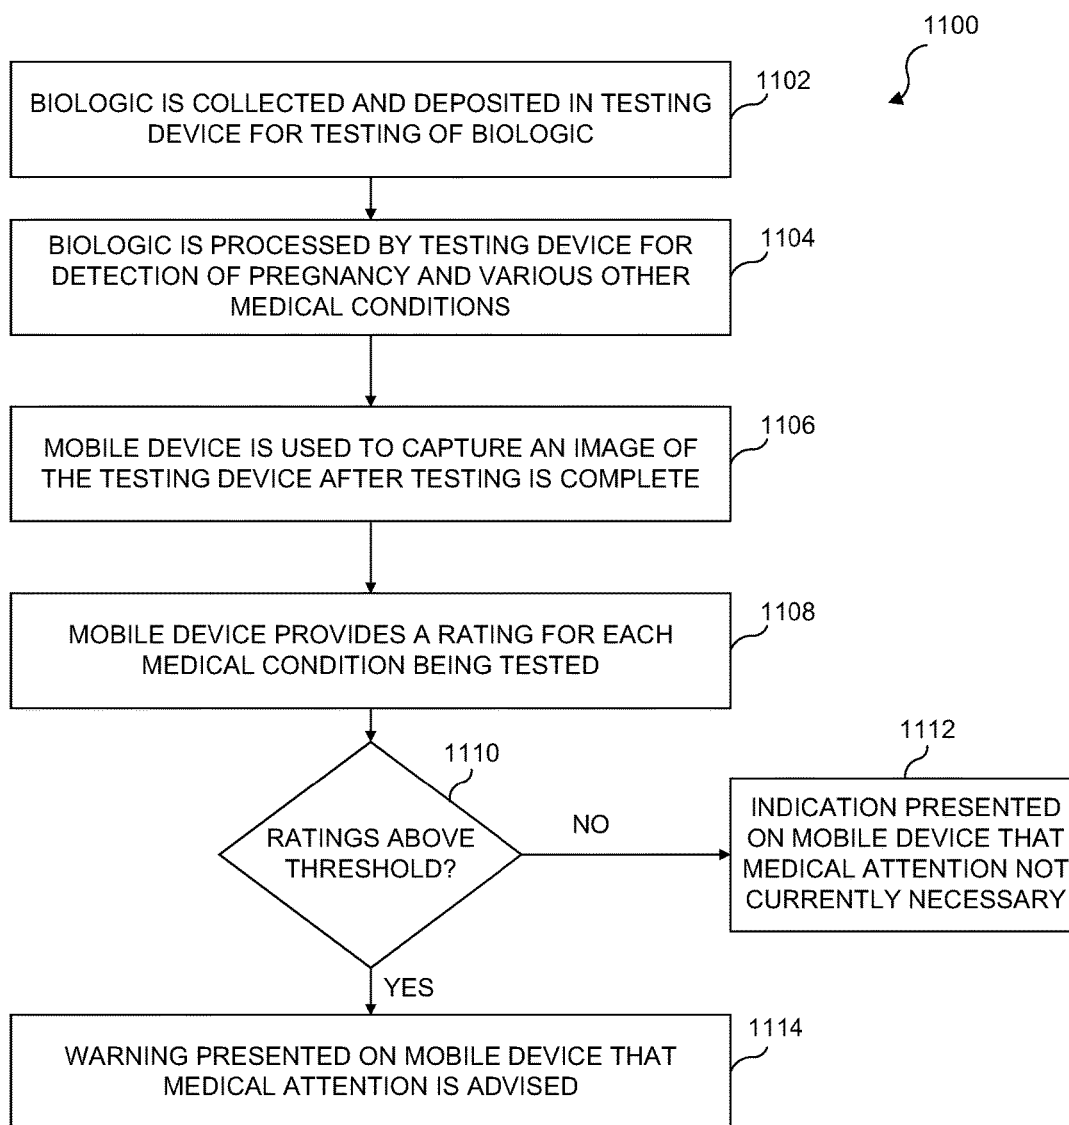 1100
BIOLOGIC IS COLLECTED AND DEPOSITED IN TESTING
DEVICE FOR TESTING OF BIOLOGIC
1102
BIOLOGIC IS PROCESSED BY TESTING DEVICE FOR
DETECTION OF PREGNANCY AND VARIOUS OTHER
MEDICAL CONDITIONS
1104
MOBILE DEVICE IS USED TO CAPTURE AN IMAGE OF
THE TESTING DEVICE AFTER TESTING IS COMPLETE
1106
MOBILE DEVICE PROVIDES A RATING FOR EACH
MEDICAL CONDITION BEING TESTED
1108
RATINGS ABOVE
THRESHOLD?
1110
NO
1112
INDICATION PRESENTED
ON MOBILE DEVICE THAT
MEDICAL ATTENTION NOT
CURRENTLY NECESSARY
YES
WARNING PRESENTED ON MOBILE DEVICE THAT
MEDICAL ATTENTION IS ADVISED
1114